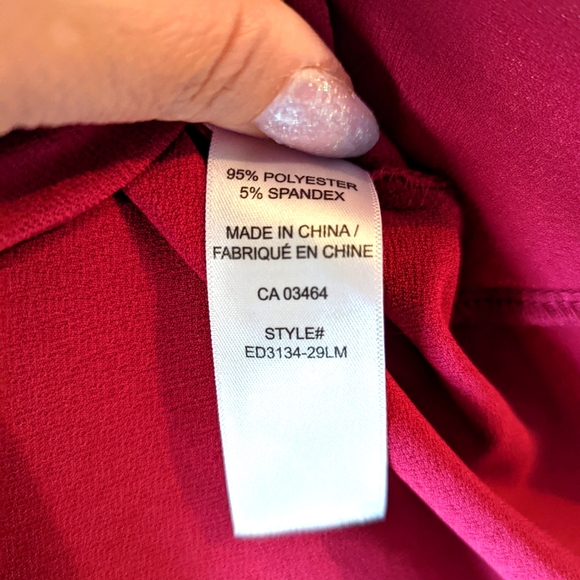 95% POLYESTER
5% SPANDEX
MADE IN CHINA /
FABRIQUÉ EN CHINE
CA 03464
STYLE#
ED3134-29LM